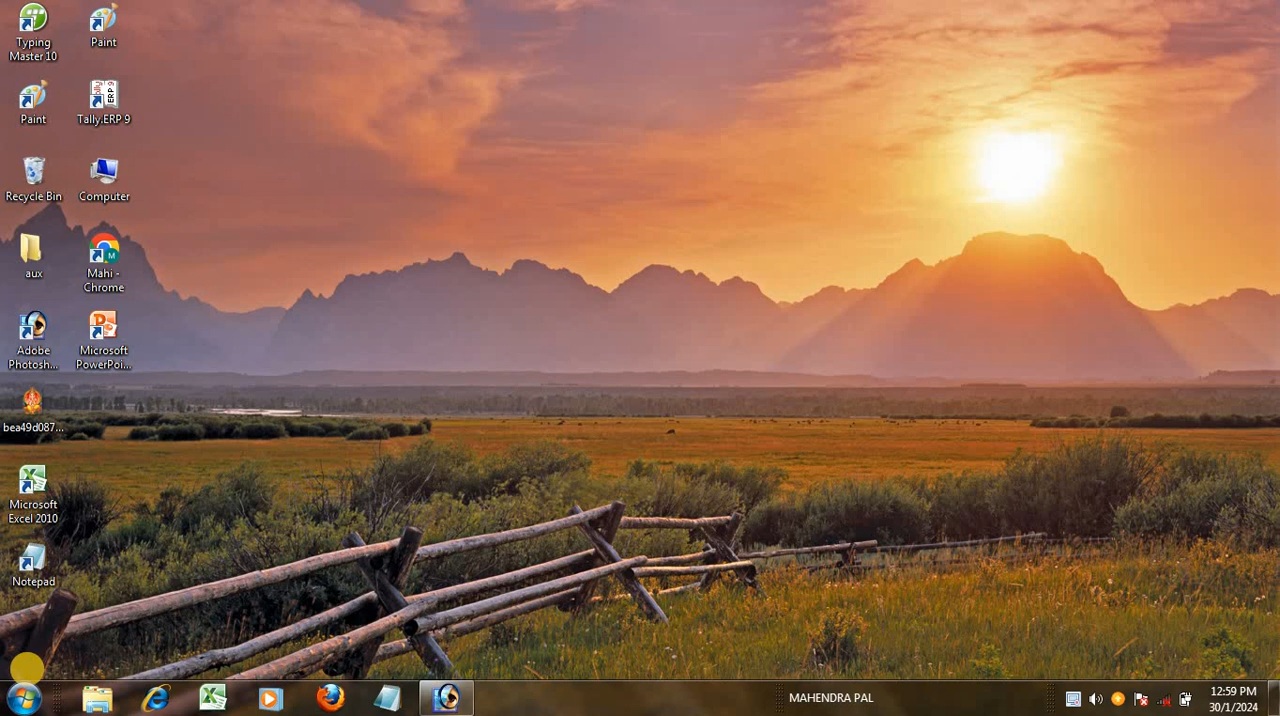 Typing
Master 10
Paint
Paint
Tally.ERP 9
Recycle Bin
Computer
aux
Mahi -
Chrome
Adobe
Photosh...
Microsoft
PowerPoi...
bea49d087...
Microsoft
Excel 2010
Notepad
MAHENDRA PAL
12:59 PM
30/1/2024